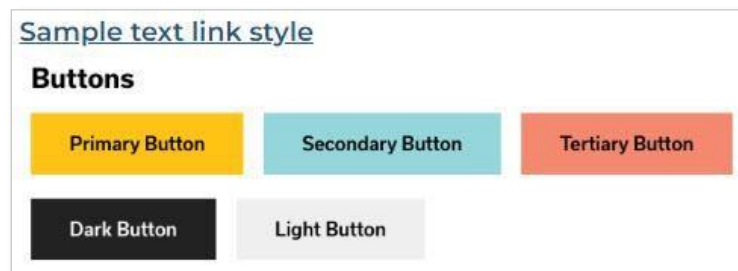 Sample text link style
Buttons
Primary Button Secondary Button Tertiary Button
Dark Button Light Button